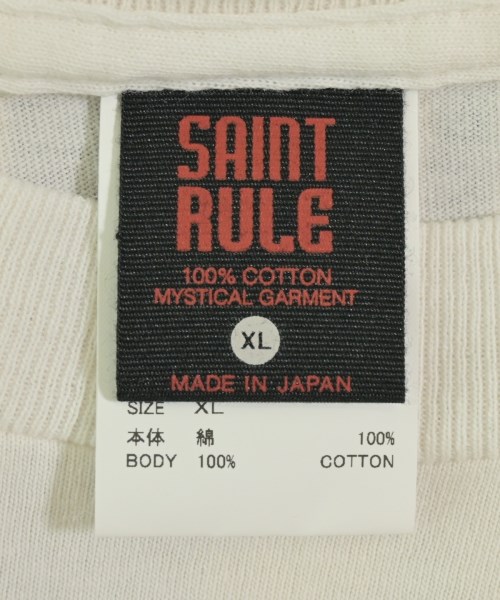 SAINT
RULE
100% COTTON
MYSTICAL GARMENT
XL
MADE IN JAPAN
SIZE XL
本体 綿 100%
BODY 100% COTTON